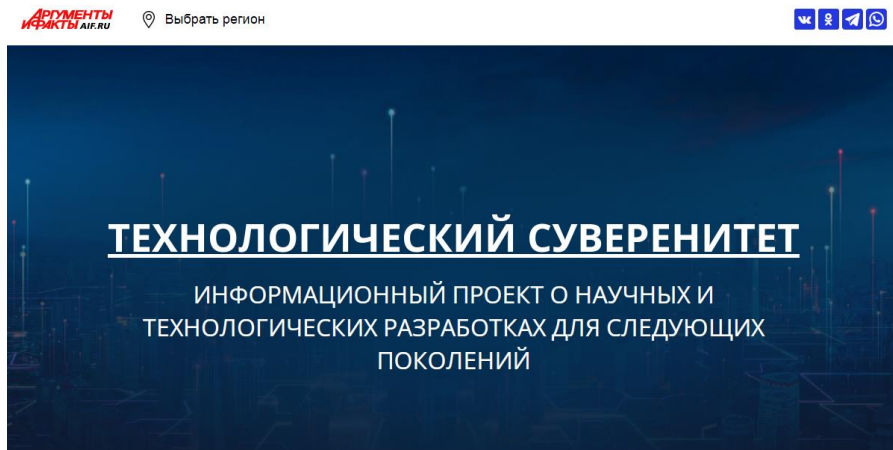 АРГУМЕНТЫ
И ФАКТЫ AIF.RU
Выбрать регион
ТЕХНОЛОГИЧЕСКИЙ СУВЕРЕНИТЕТ
ИНФОРМАЦИОННЫЙ ПРОЕКТ О НАУЧНЫХ И
ТЕХНОЛОГИЧЕСКИХ РАЗРАБОТКАХ ДЛЯ СЛЕДУЮЩИХ
ПОКОЛЕНИЙ